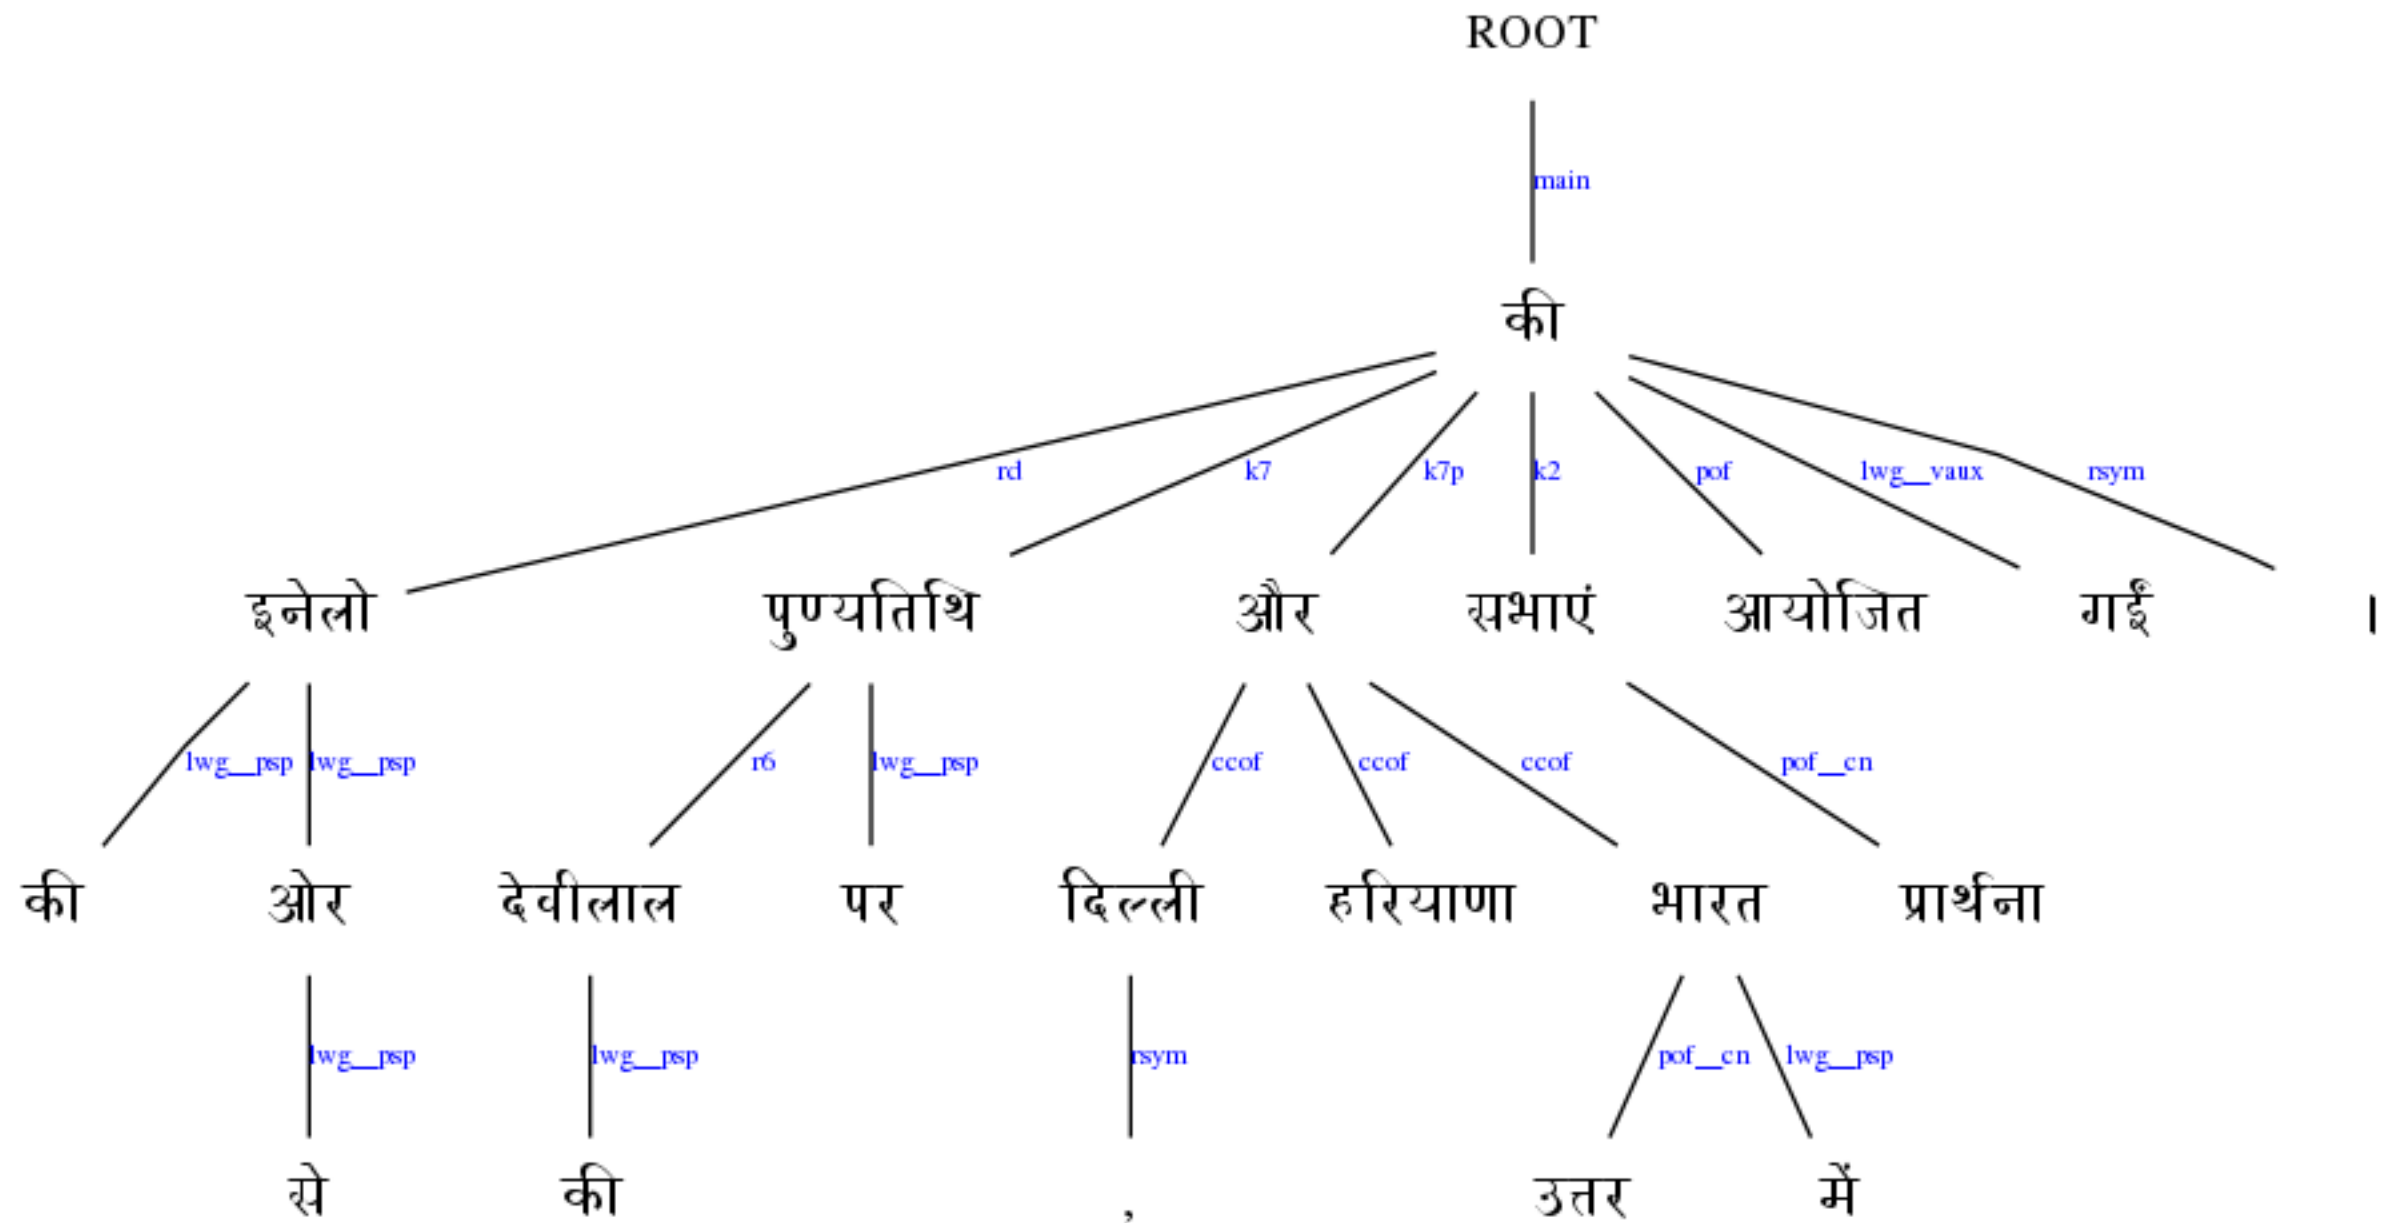 ROOT
main
की
rd k7 k7p k2 pof lwg__vaux rsym
इनेलो पुण्यतिथि और सभाएं आयोजित गईं ।
lwg__psp lwg__psp r6 lwg__psp ccof ccof ccof pof__cn
की ओर देवीलाल पर दिल्ली हरियाणा भारत प्रार्थना
lwg__psp lwg__psp rsym pof__cn lwg__psp
से की , उत्तर में